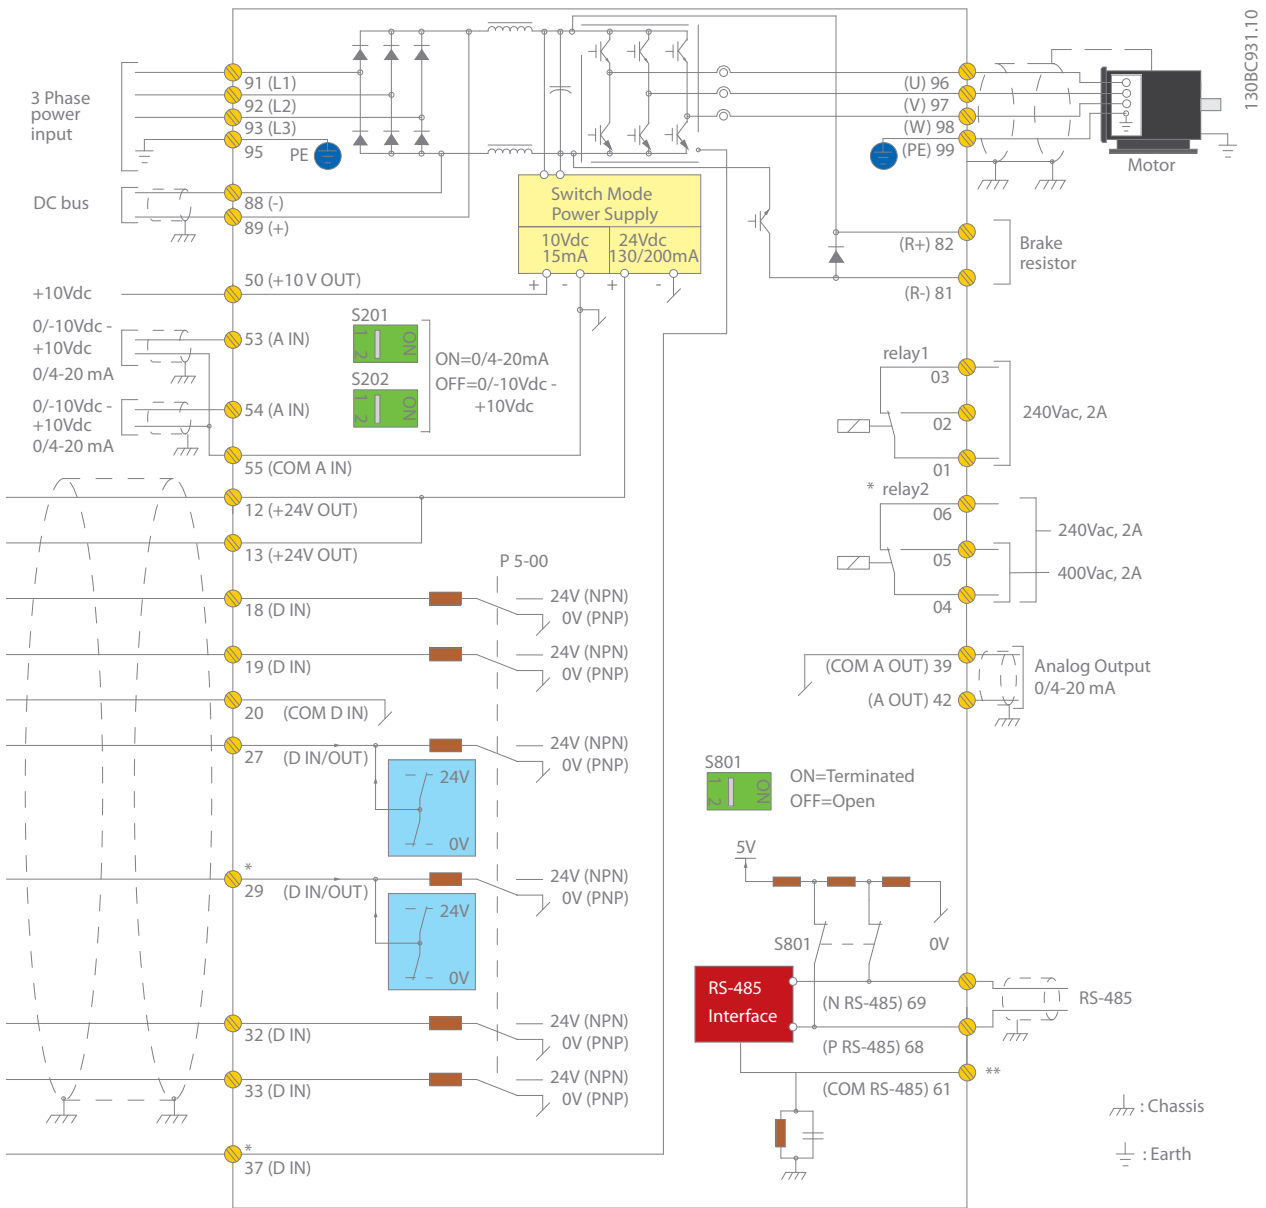 130BC931.10
3 Phase
power
input
91 (L1)
92 (L2)
93 (L3)
95
PE
DC bus
88 (-)
89 (+)
Switch Mode
Power Supply
10Vdc
15mA
24Vdc
130/200mA
+ - + -
(U) 96
(V) 97
(W) 98
(PE) 99
Motor
(R+) 82
(R-) 81
Brake
resistor
+10Vdc
50 (+10 V OUT)
0/-10Vdc -
+10Vdc
0/4-20 mA
53 (A IN)
0/-10Vdc -
+10Vdc
0/4-20 mA
54 (A IN)
55 (COM A IN)
S201
1 2
ON
S202
1 2
ON
ON=0/4-20mA
OFF=0/-10Vdc -
+10Vdc
relay1
03
02
01
240Vac, 2A
* relay2
06
05
04
240Vac, 2A
400Vac, 2A
12 (+24V OUT)
13 (+24V OUT)
P 5-00
18 (D IN)
24V (NPN)
0V (PNP)
19 (D IN)
24V (NPN)
0V (PNP)
20 (COM D IN)
27 (D IN/OUT)
24V (NPN)
0V (PNP)
24V
0V
*
29 (D IN/OUT)
24V (NPN)
0V (PNP)
24V
0V
32 (D IN)
24V (NPN)
0V (PNP)
33 (D IN)
24V (NPN)
0V (PNP)
*
37 (D IN)
(COM A OUT) 39
(A OUT) 42
Analog Output
0/4-20 mA
S801
1 2
ON
ON=Terminated
OFF=Open
5V
S801
0V
RS-485
Interface
(N RS-485) 69
(P RS-485) 68
(COM RS-485) 61
RS-485
**
: Chassis
: Earth